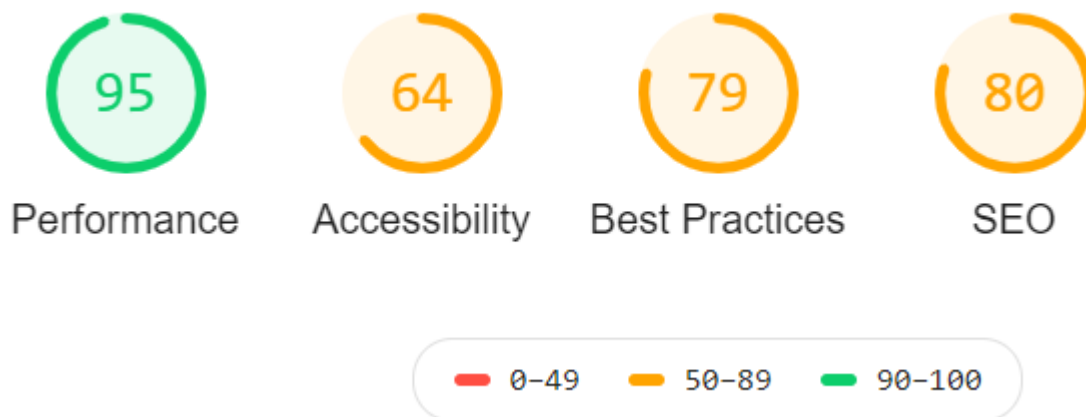 95 64 79 80
Performance Accessibility Best Practices SEO
0–49 50–89 90–100